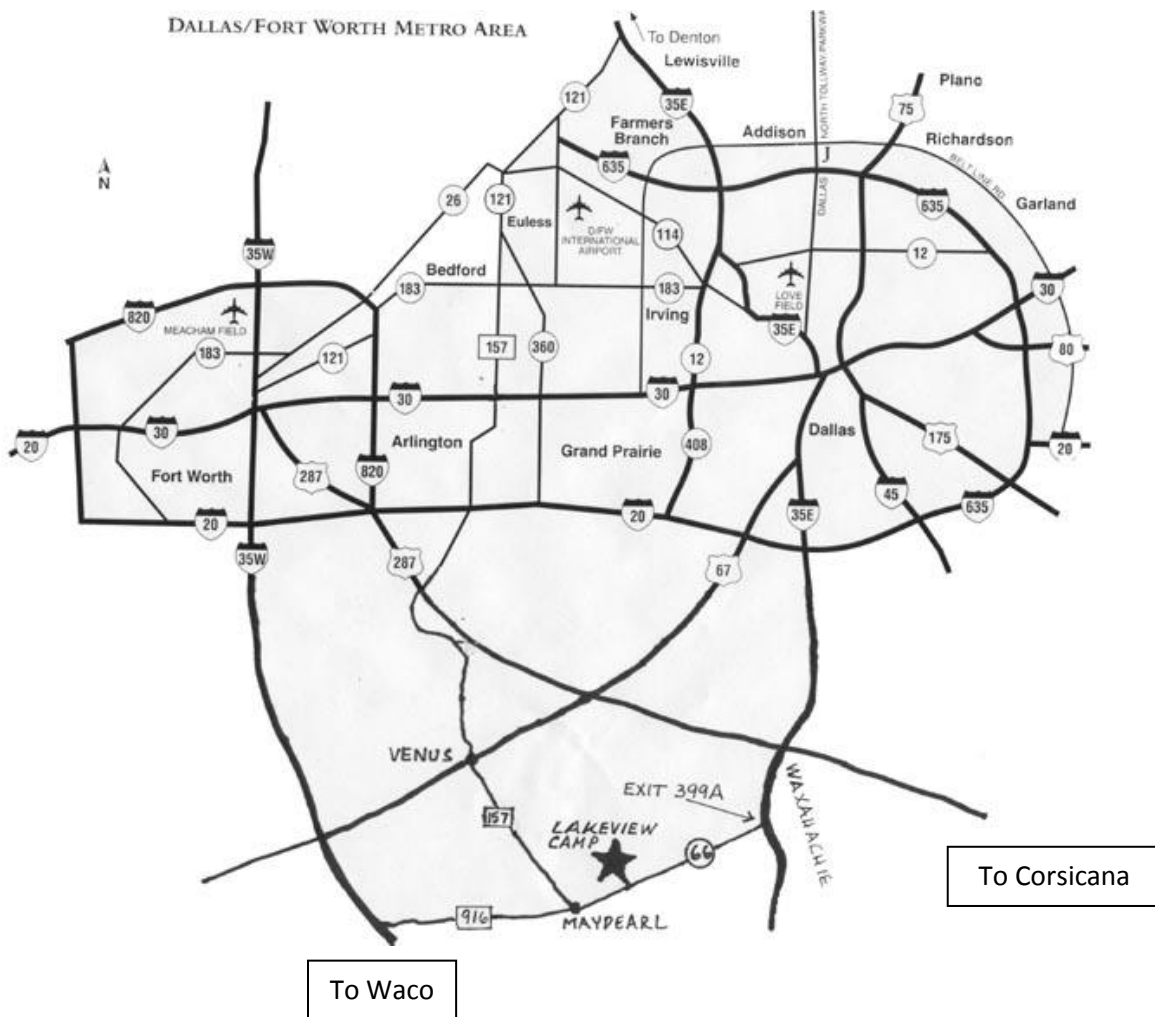 DALLAS/FORT WORTH METRO AREA
To Denton
Lewisville
NORTH TOLLWAY PARKWAY
Plano
121
35E
75
Farmers
Branch
Addison
Richardson
A
N
J
BELT LINE RD.
635
DALLAS
26
121
635
Garland
Euless
D/FW
INTERNATIONAL
AIRPORT
114
35W
12
Bedford
183
183
LOVE
FIELD
30
820
MEACHAM FIELD
Irving
35E
183
121
157
360
12
80
30
30
20
30
Arlington
Grand Prairie
408
Dallas
175
20
Fort Worth
287
820
45
20
20
35E
635
35W
287
67
VENUS
EXIT 399A
WAXAHACHIE
157
LAKEVIEW
CAMP
66
916
MAYPEARL
To Corsicana
To Waco